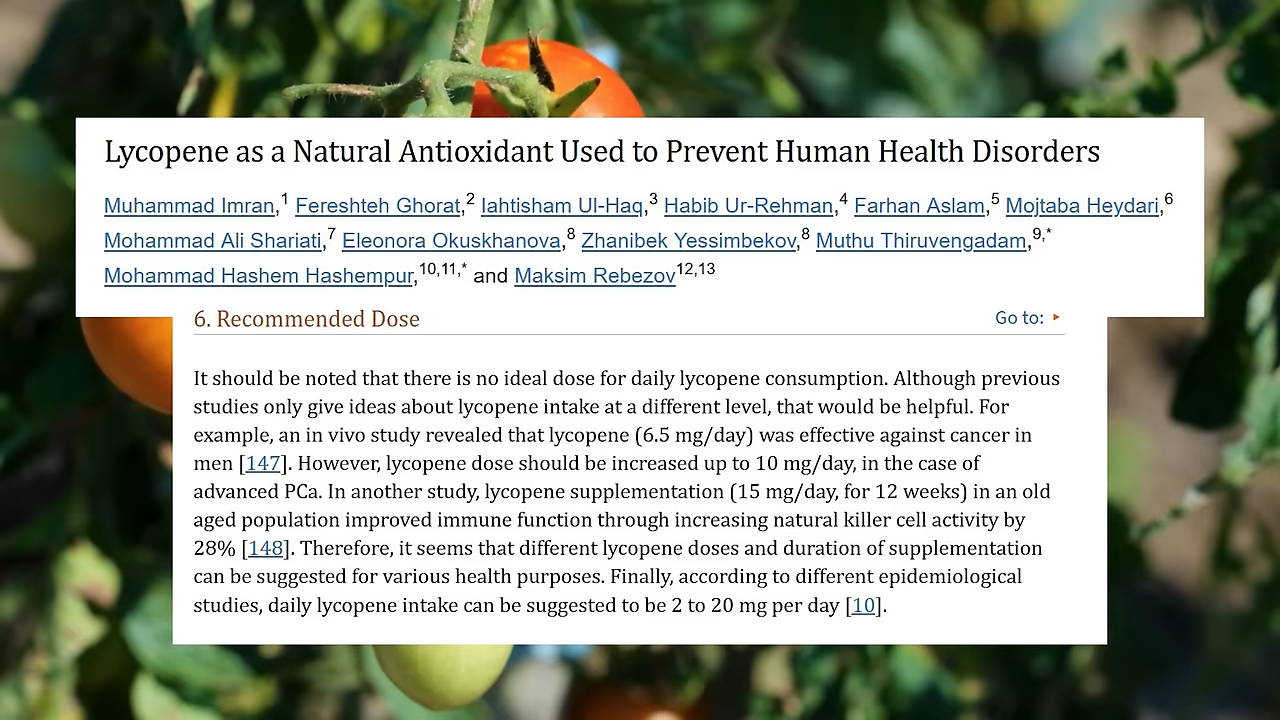 Lycopene as a Natural Antioxidant Used to Prevent Human Health Disorders
Muhammad Imran,1 Fereshteh Ghorat,2 Iahtisham Ul-Haq,3 Habib Ur-Rehman,4 Farhan Aslam,5 Mojtaba Heydari,6
Mohammad Ali Shariati,7 Eleonora Okuskhanova,8 Zhanibek Yessimbekov,8 Muthu Thiruvengadam,9,*
Mohammad Hashem Hashempur,10,11,* and Maksim Rebezov12,13
6. Recommended Dose
Go to: ▸
It should be noted that there is no ideal dose for daily lycopene consumption. Although previous
studies only give ideas about lycopene intake at a different level, that would be helpful. For
example, an in vivo study revealed that lycopene (6.5 mg/day) was effective against cancer in
men [147]. However, lycopene dose should be increased up to 10 mg/day, in the case of
advanced PCa. In another study, lycopene supplementation (15 mg/day, for 12 weeks) in an old
aged population improved immune function through increasing natural killer cell activity by
28% [148]. Therefore, it seems that different lycopene doses and duration of supplementation
can be suggested for various health purposes. Finally, according to different epidemiological
studies, daily lycopene intake can be suggested to be 2 to 20 mg per day [10].